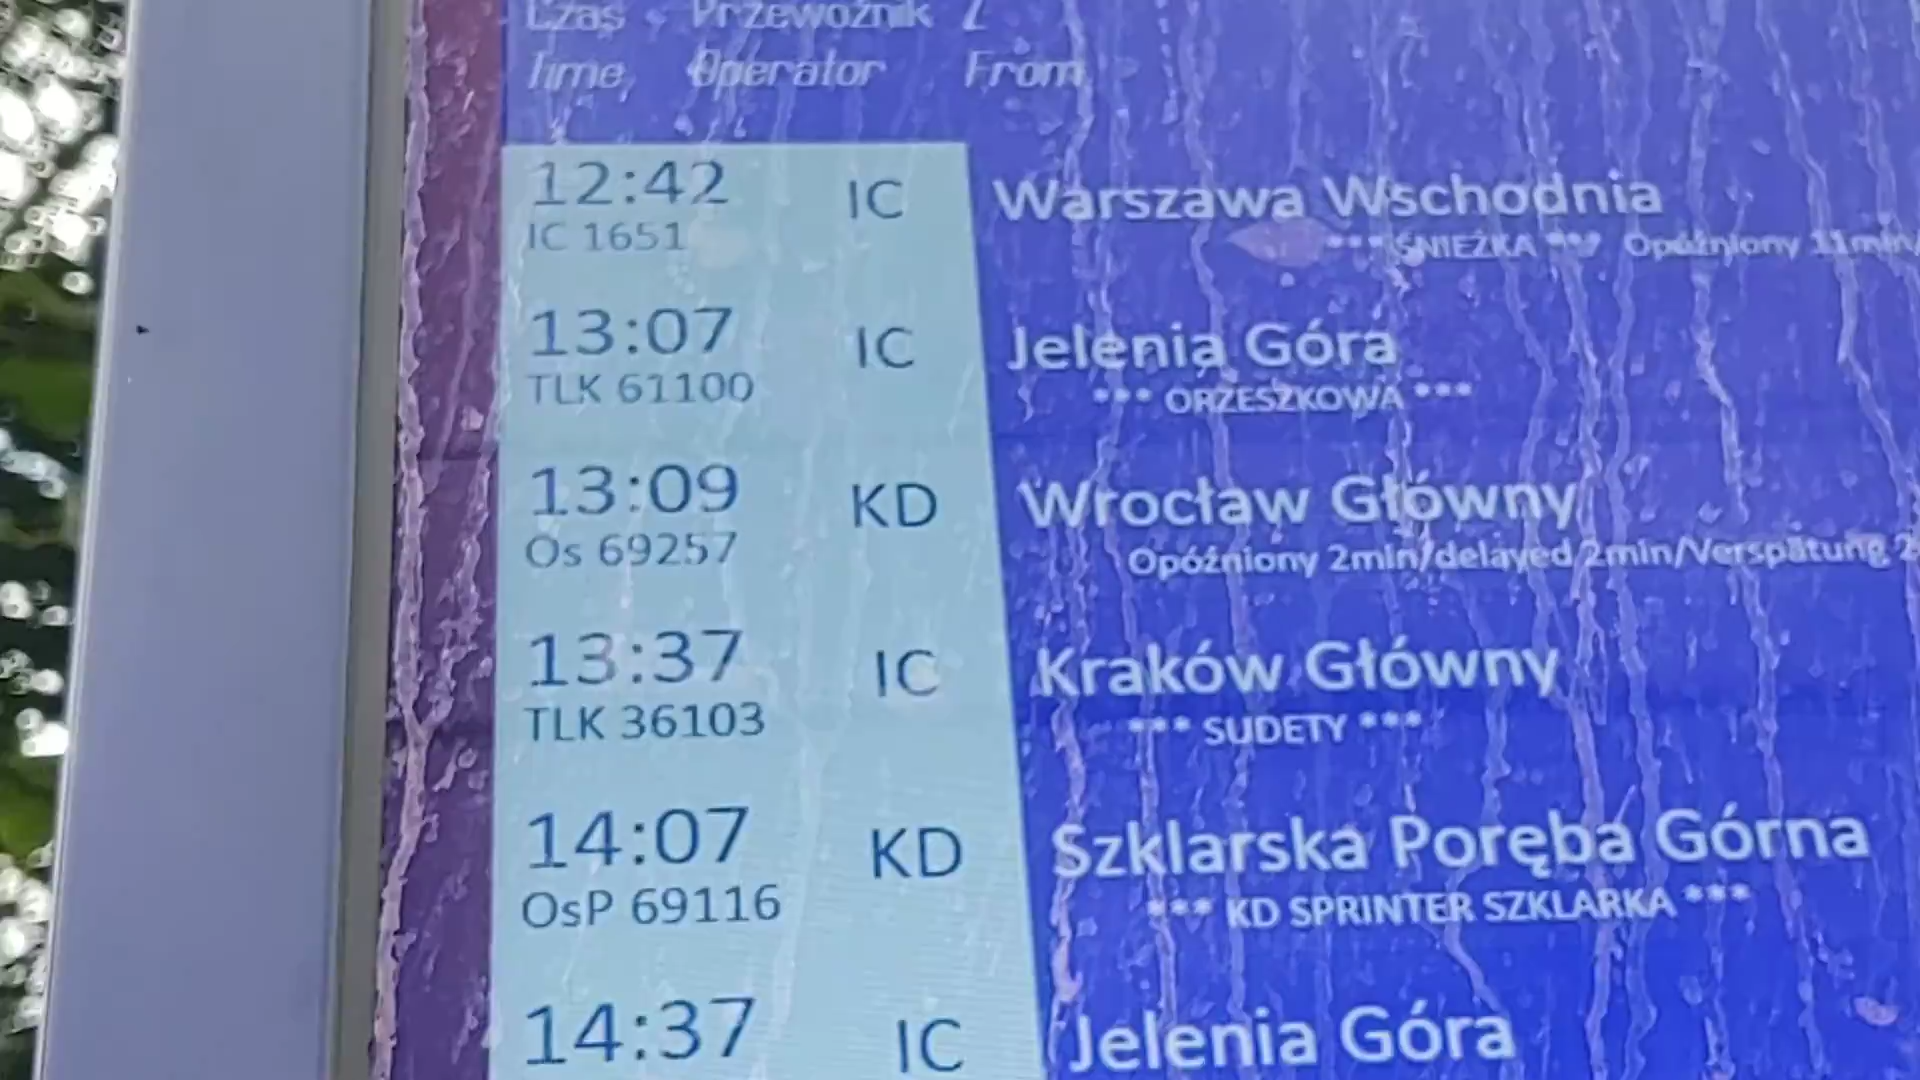 Czas Przewoźnik Z
Time Operator From
12:42 IC Warszawa Wschodnia
IC 1651 *** ŚNIEŻKA *** Opóźniony 11min/
13:07 IC Jelenia Góra
TLK 61100 *** ORZESZKOWA ***
13:09 KD Wrocław Główny
Os 69257 Opóźniony 2min/delayed 2min/Verspätung 2
13:37 IC Kraków Główny
TLK 36103 *** SUDETY ***
14:07 KD Szklarska Poręba Górna
OsP 69116 *** KD SPRINTER SZKLARKA ***
14:37 IC Jelenia Góra